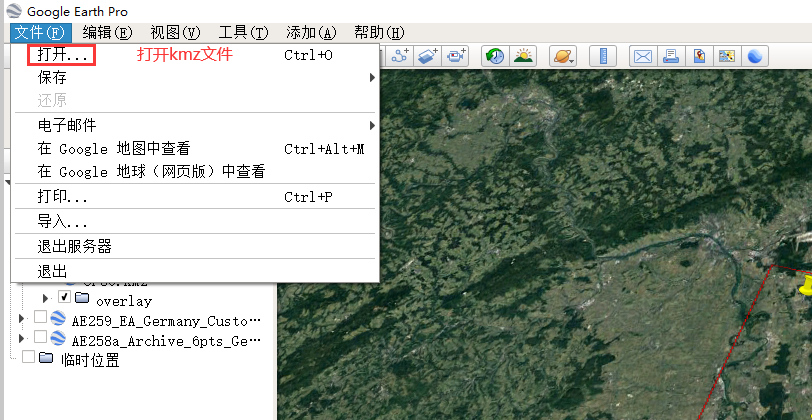 Google Earth Pro
文件(F) 编辑(E) 视图(V) 工具(T) 添加(A) 帮助(H)
打开... 打开kmz文件 Ctrl+O
保存
还原
电子邮件
在 Google 地图中查看 Ctrl+Alt+M
在 Google 地球（网页版）中查看
打印... Ctrl+P
导入...
退出服务器
退出
overlay
AE259_EA_Germany_Custo…
AE258a_Archive_6pts_Ge…
临时位置